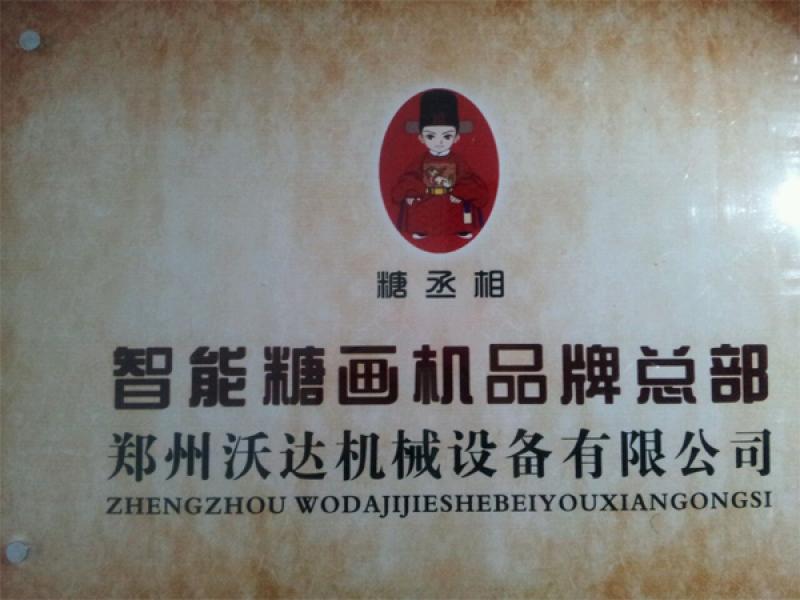 糖丞相
智能糖画机品牌总部
郑州沃达机械设备有限公司
ZHENGZHOU WODAJIJIESHEBEIYOUXIANGONGSI